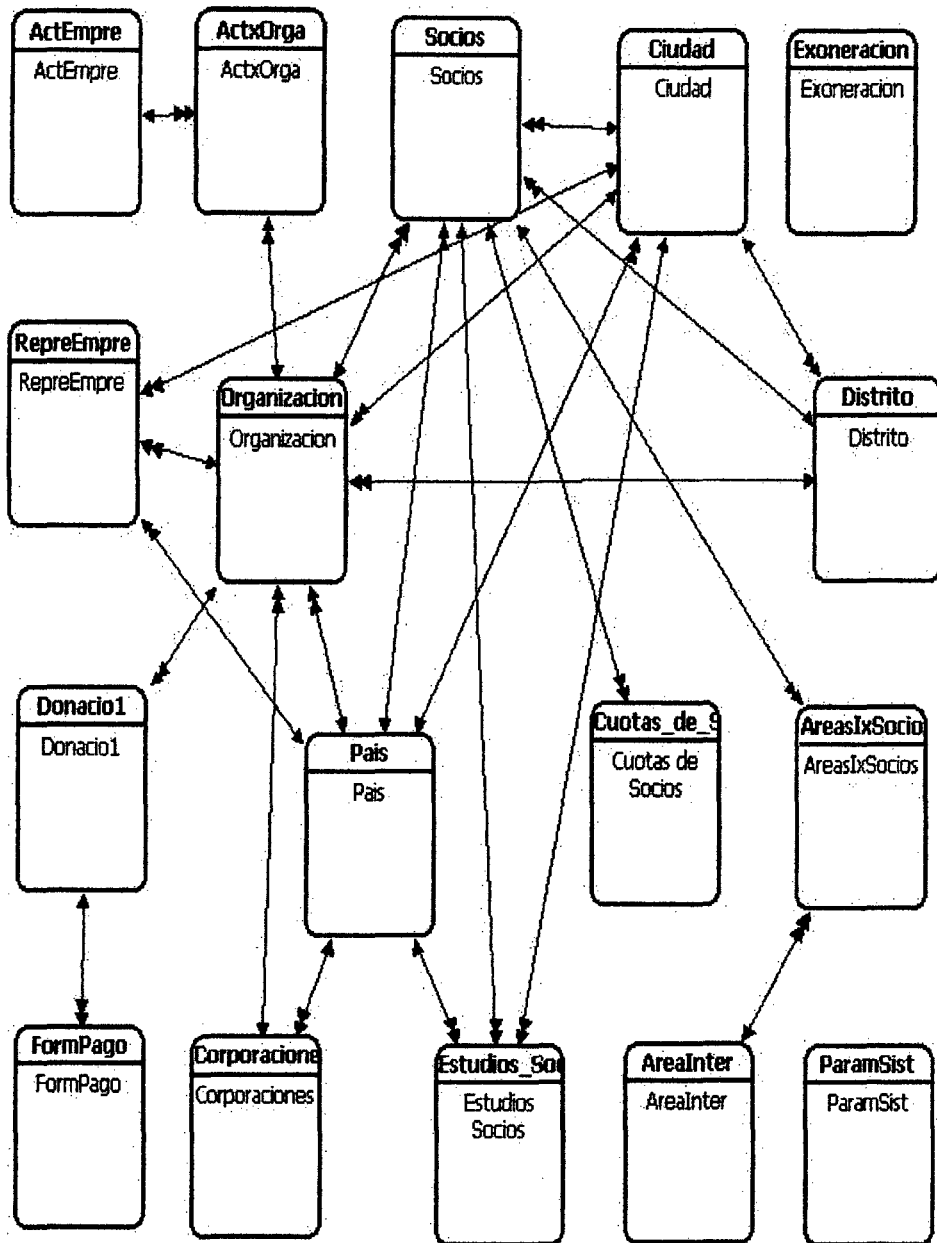 ActEmpre
ActEmpre
ActxOrga
ActxOrga
Socios
Socios
Ciudad
Ciudad
Exoneracion
Exoneracion
RepreEmpre
RepreEmpre
Organizacion
Organizacion
Distrito
Distrito
Donacio1
Donacio1
Pais
Pais
Cuotas_de_S
Cuotas de
Socios
AreasIxSocio
AreasIxSocios
FormPago
FormPago
Corporacione
Corporaciones
Estudios_Soc
Estudios
Socios
AreaInter
AreaInter
ParamSist
ParamSist